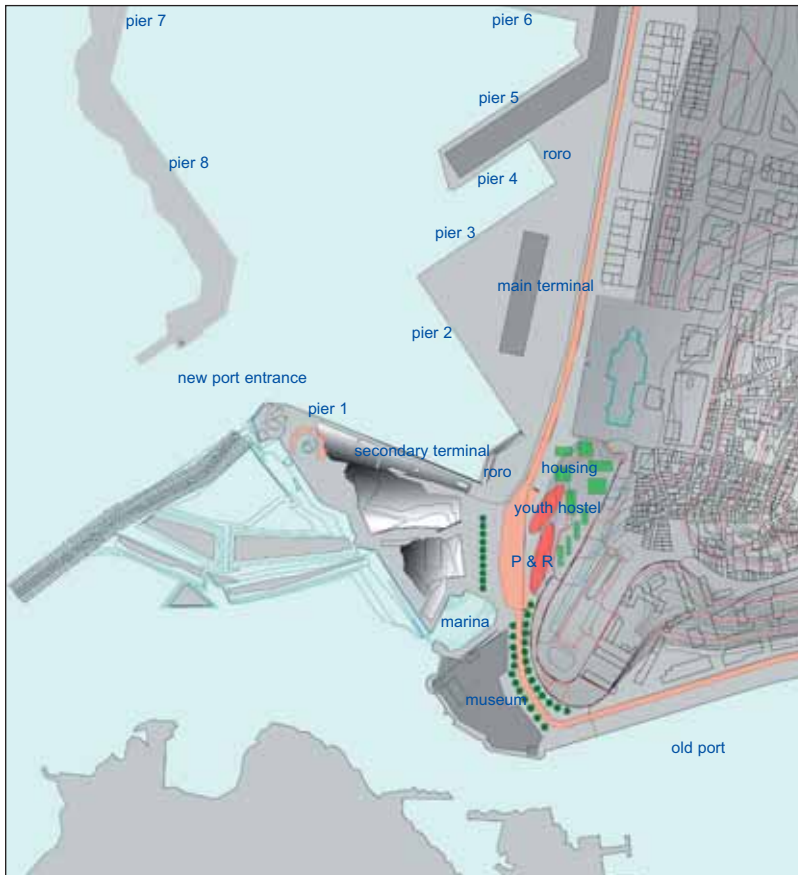 pier 7
pier 6
pier 5
roro
pier 8
pier 4
pier 3
main terminal
pier 2
new port entrance
pier 1
secondary terminal
roro
housing
youth hostel
P & R
marina
museum
old port